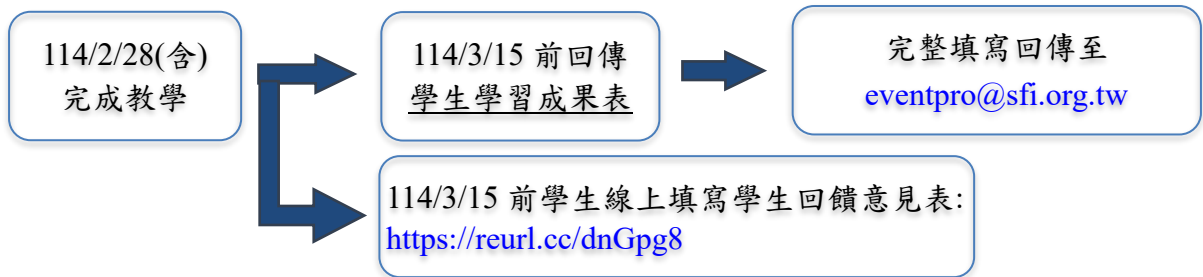 114/2/28(含)
完成教學
114/3/15 前回傳
學生學習成果表
完整填寫回傳至
eventpro@sfi.org.tw
114/3/15 前學生線上填寫學生回饋意見表:
https://reurl.cc/dnGpg8